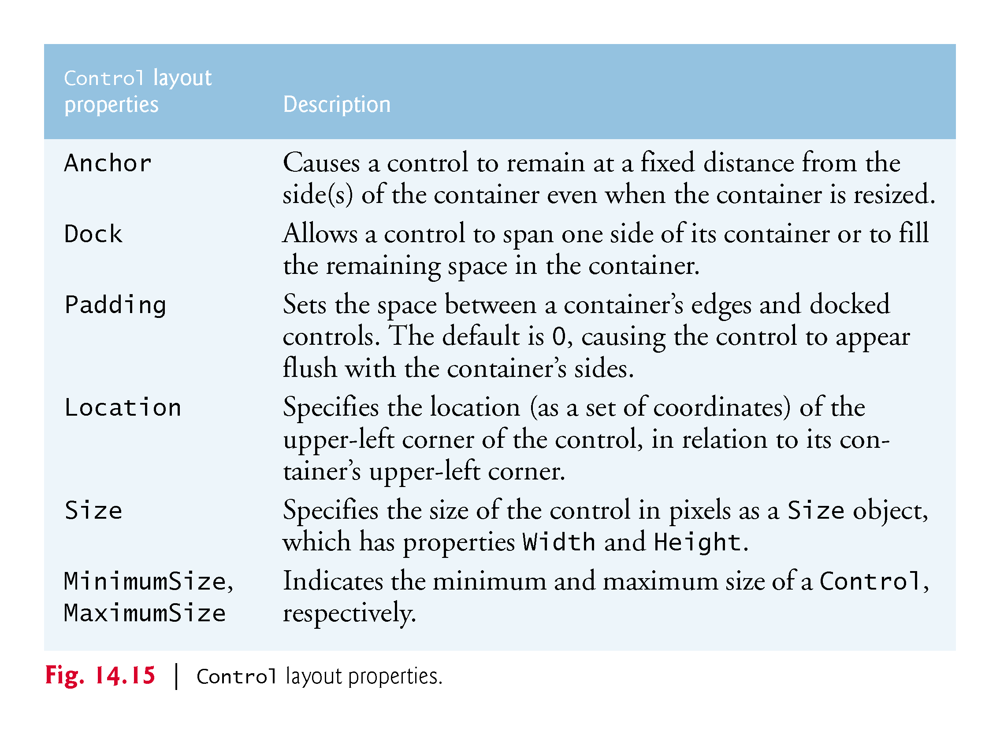 Control layout
properties Description
Anchor Causes a control to remain at a fixed distance from the
side(s) of the container even when the container is resized.
Dock Allows a control to span one side of its container or to fill
the remaining space in the container.
Padding Sets the space between a container’s edges and docked
controls. The default is 0, causing the control to appear
flush with the container’s sides.
Location Specifies the location (as a set of coordinates) of the
upper-left corner of the control, in relation to its con-
tainer’s upper-left corner.
Size Specifies the size of the control in pixels as a Size object,
which has properties Width and Height.
MinimumSize, Indicates the minimum and maximum size of a Control,
MaximumSize respectively.
Fig. 14.15 | Control layout properties.